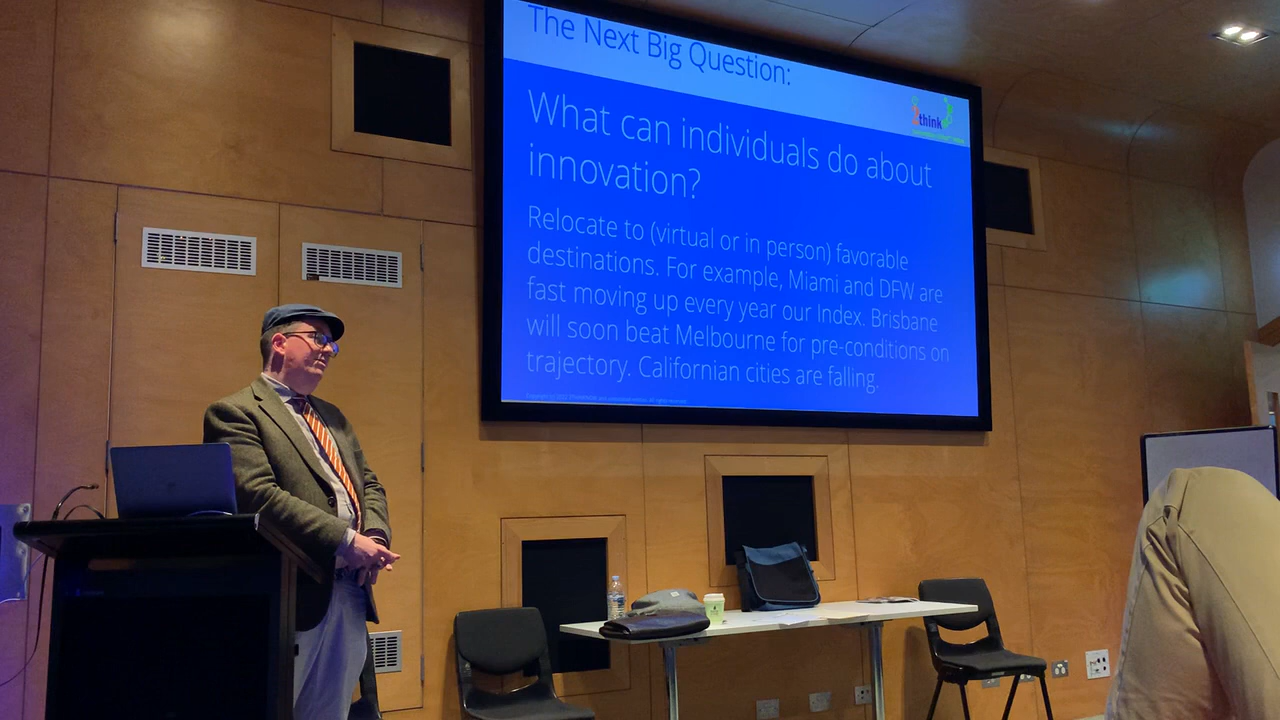 The Next Big Question:
think
What can individuals do about
innovation?
Relocate to (virtual or in person) favorable
destinations. For example, Miami and DFW are
fast moving up every year our Index. Brisbane
will soon beat Melbourne for pre-conditions on
trajectory. Californian cities are falling.